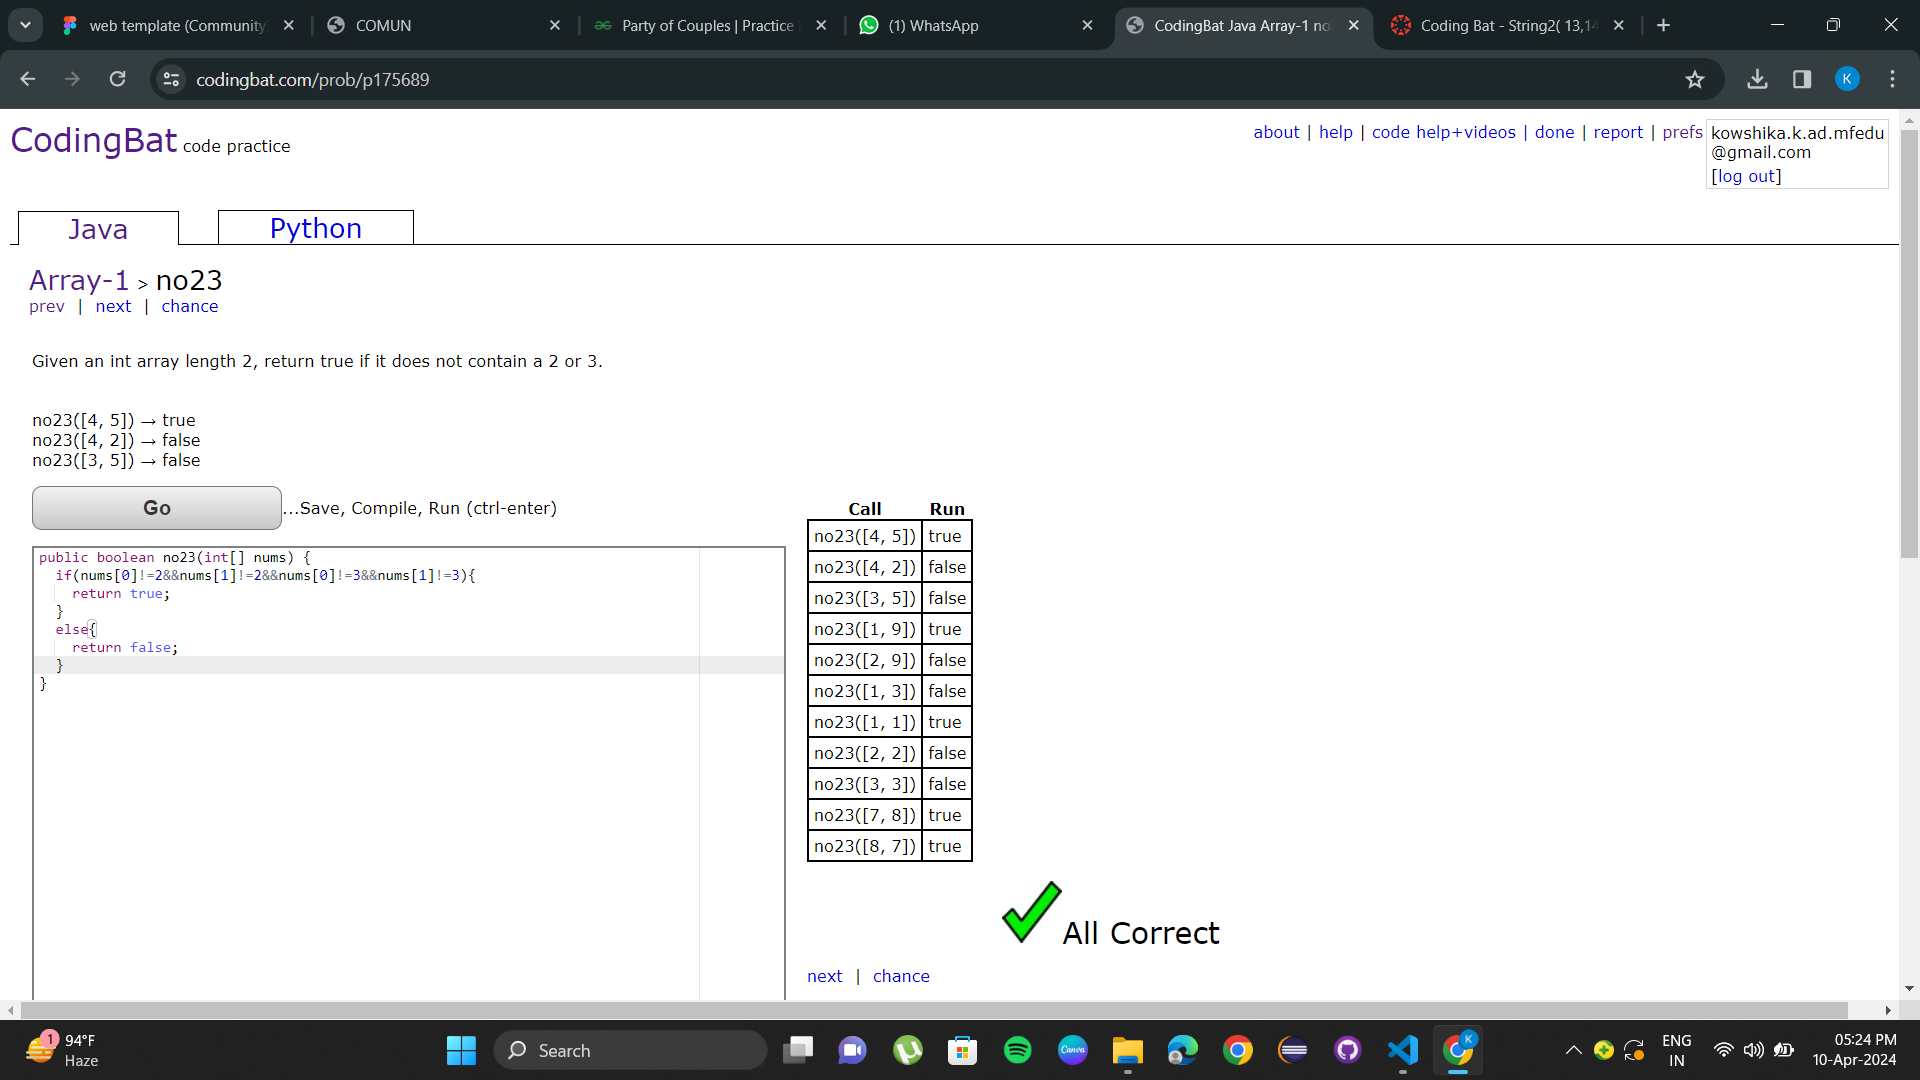 web template (Community
COMUN
Party of Couples | Practice
(1) WhatsApp
CodingBat Java Array-1 no
Coding Bat - String2( 13,14
codingbat.com/prob/p175689
K
CodingBat code practice
about | help | code help+videos | done | report | prefs
kowshika.k.ad.mfedu
@gmail.com
[log out]
Java
Python
Array-1 > no23
prev | next | chance
Given an int array length 2, return true if it does not contain a 2 or 3.
no23([4, 5]) → true
no23([4, 2]) → false
no23([3, 5]) → false
Go
...Save, Compile, Run (ctrl-enter)
public boolean no23(int[] nums) {
if(nums[0]!=2&&nums[1]!=2&&nums[0]!=3&&nums[1]!=3){
return true;
}
else{
return false;
}
}
Call Run
no23([4, 5]) true
no23([4, 2]) false
no23([3, 5]) false
no23([1, 9]) true
no23([2, 9]) false
no23([1, 3]) false
no23([1, 1]) true
no23([2, 2]) false
no23([3, 3]) false
no23([7, 8]) true
no23([8, 7]) true
All Correct
next | chance
1
94°F
Haze
Search
Canva
K
ENG
IN
05:24 PM
10-Apr-2024